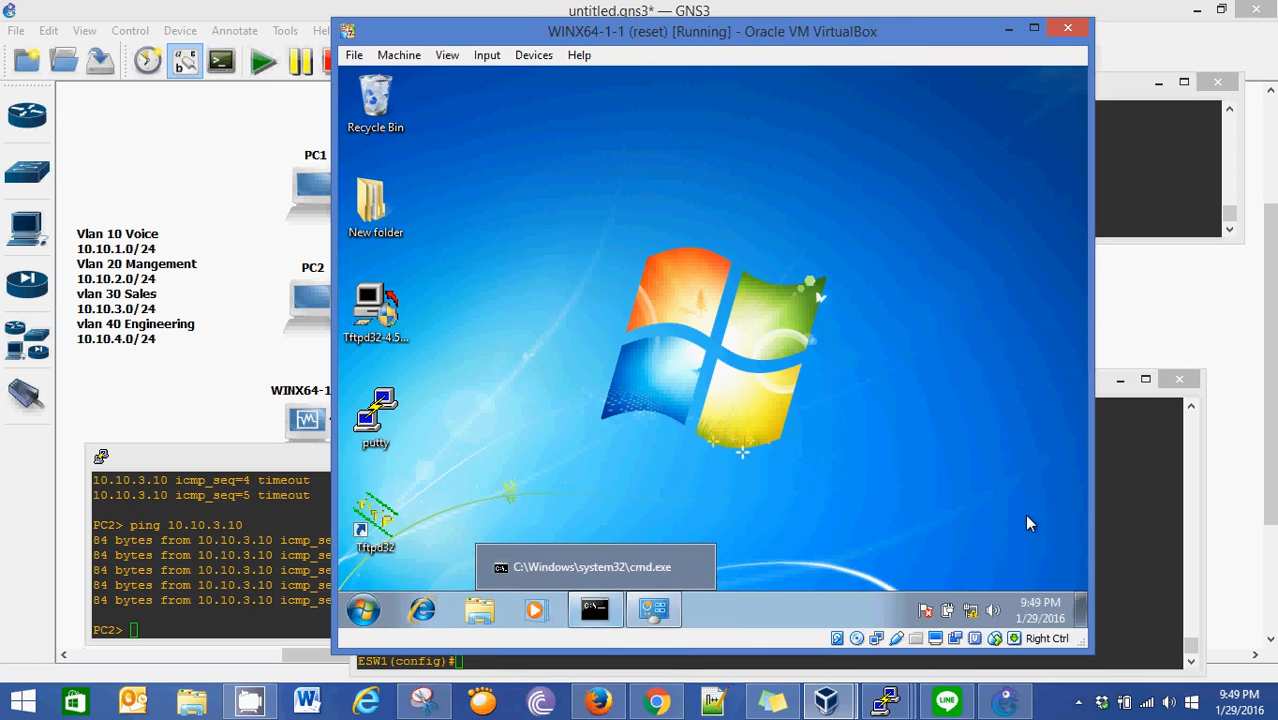 untitled.gns3* — GNS3
File Edit View Control Device Annotate Tools
WINX64-1-1 (reset) [Running] - Oracle VM VirtualBox
File Machine View Input Devices Help
Recycle Bin
New folder
Tftpd32-4.5...
putty
Tftpd32
PC1
Vlan 10 Voice
10.10.1.0/24
Vlan 20 Mangement
10.10.2.0/24
vlan 30 Sales
10.10.3.0/24
vlan 40 Engineering
10.10.4.0/24
PC2
WINX64-1
10.10.3.10 icmp_seq=4 timeout
10.10.3.10 icmp_seq=5 timeout
PC2> ping 10.10.3.10
84 bytes from 10.10.3.10 icmp_se
84 bytes from 10.10.3.10 icmp_se
84 bytes from 10.10.3.10 icmp_se
84 bytes from 10.10.3.10 icmp_se
84 bytes from 10.10.3.10 icmp_se
PC2>
C:\Windows\system32\cmd.exe
9:49 PM
1/29/2016
Right Ctrl
ESW1(config)#
9:49 PM
1/29/2016